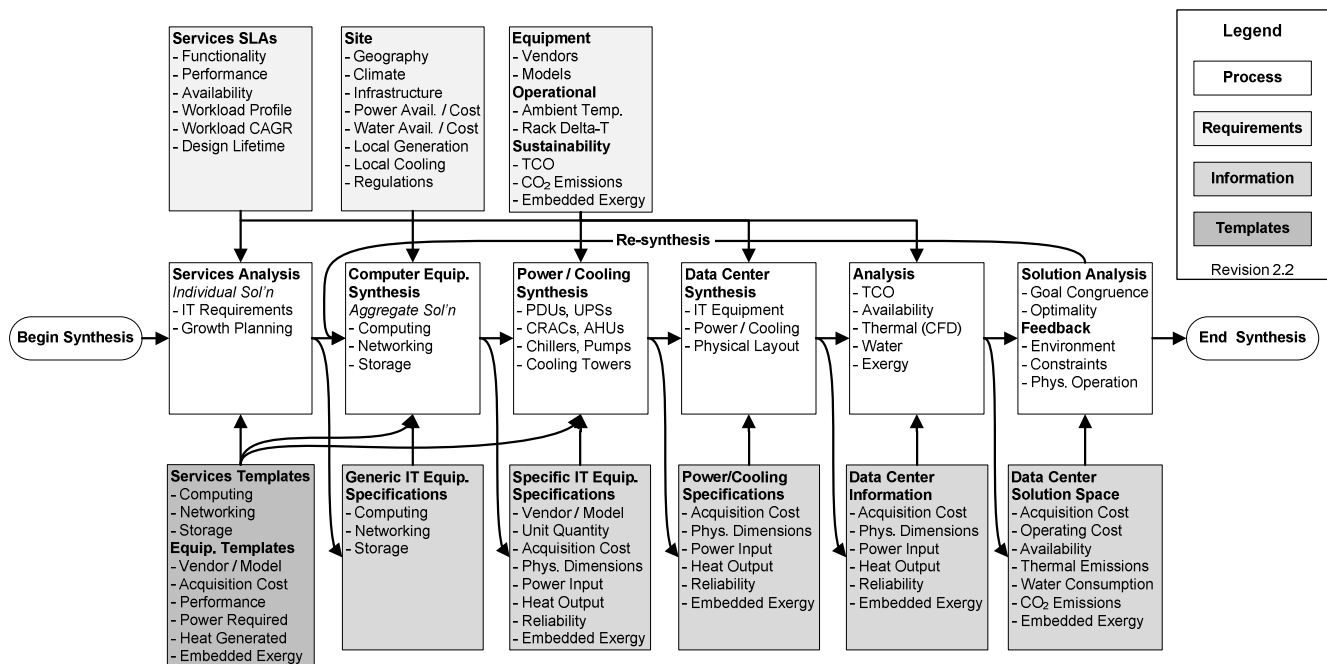 Services SLAs
- Functionality
- Performance
- Availability
- Workload Profile
- Workload CAGR
- Design Lifetime
Site
- Geography
- Climate
- Infrastructure
- Power Avail. / Cost
- Water Avail. / Cost
- Local Generation
- Local Cooling
- Regulations
Equipment
- Vendors
- Models
Operational
- Ambient Temp.
- Rack Delta-T
Sustainability
- TCO
- CO₂ Emissions
- Embedded Exergy
Legend
Process
Requirements
Information
Templates
Revision 2.2
Re-synthesis
Begin Synthesis
Services Analysis
Individual Sol'n
- IT Requirements
- Growth Planning
Computer Equip.
Synthesis
Aggregate Sol'n
- Computing
- Networking
- Storage
Power / Cooling
Synthesis
- PDUs, UPSs
- CRACs, AHUs
- Chillers, Pumps
- Cooling Towers
Data Center
Synthesis
- IT Equipment
- Power / Cooling
- Physical Layout
Analysis
- TCO
- Availability
- Thermal (CFD)
- Water
- Exergy
Solution Analysis
- Goal Congruence
- Optimality
Feedback
- Environment
- Constraints
- Phys. Operation
End Synthesis
Services Templates
- Computing
- Networking
- Storage
Equip. Templates
- Vendor / Model
- Acquisition Cost
- Performance
- Power Required
- Heat Generated
- Embedded Exergy
Generic IT Equip.
Specifications
- Computing
- Networking
- Storage
Specific IT Equip.
Specifications
- Vendor / Model
- Unit Quantity
- Acquisition Cost
- Phys. Dimensions
- Power Input
- Heat Output
- Reliability
- Embedded Exergy
Power/Cooling
Specifications
- Acquisition Cost
- Phys. Dimensions
- Power Input
- Heat Output
- Reliability
- Embedded Exergy
Data Center
Information
- Acquisition Cost
- Phys. Dimensions
- Power Input
- Heat Output
- Reliability
- Embedded Exergy
Data Center
Solution Space
- Acquisition Cost
- Operating Cost
- Availability
- Thermal Emissions
- Water Consumption
- CO₂ Emissions
- Embedded Exergy